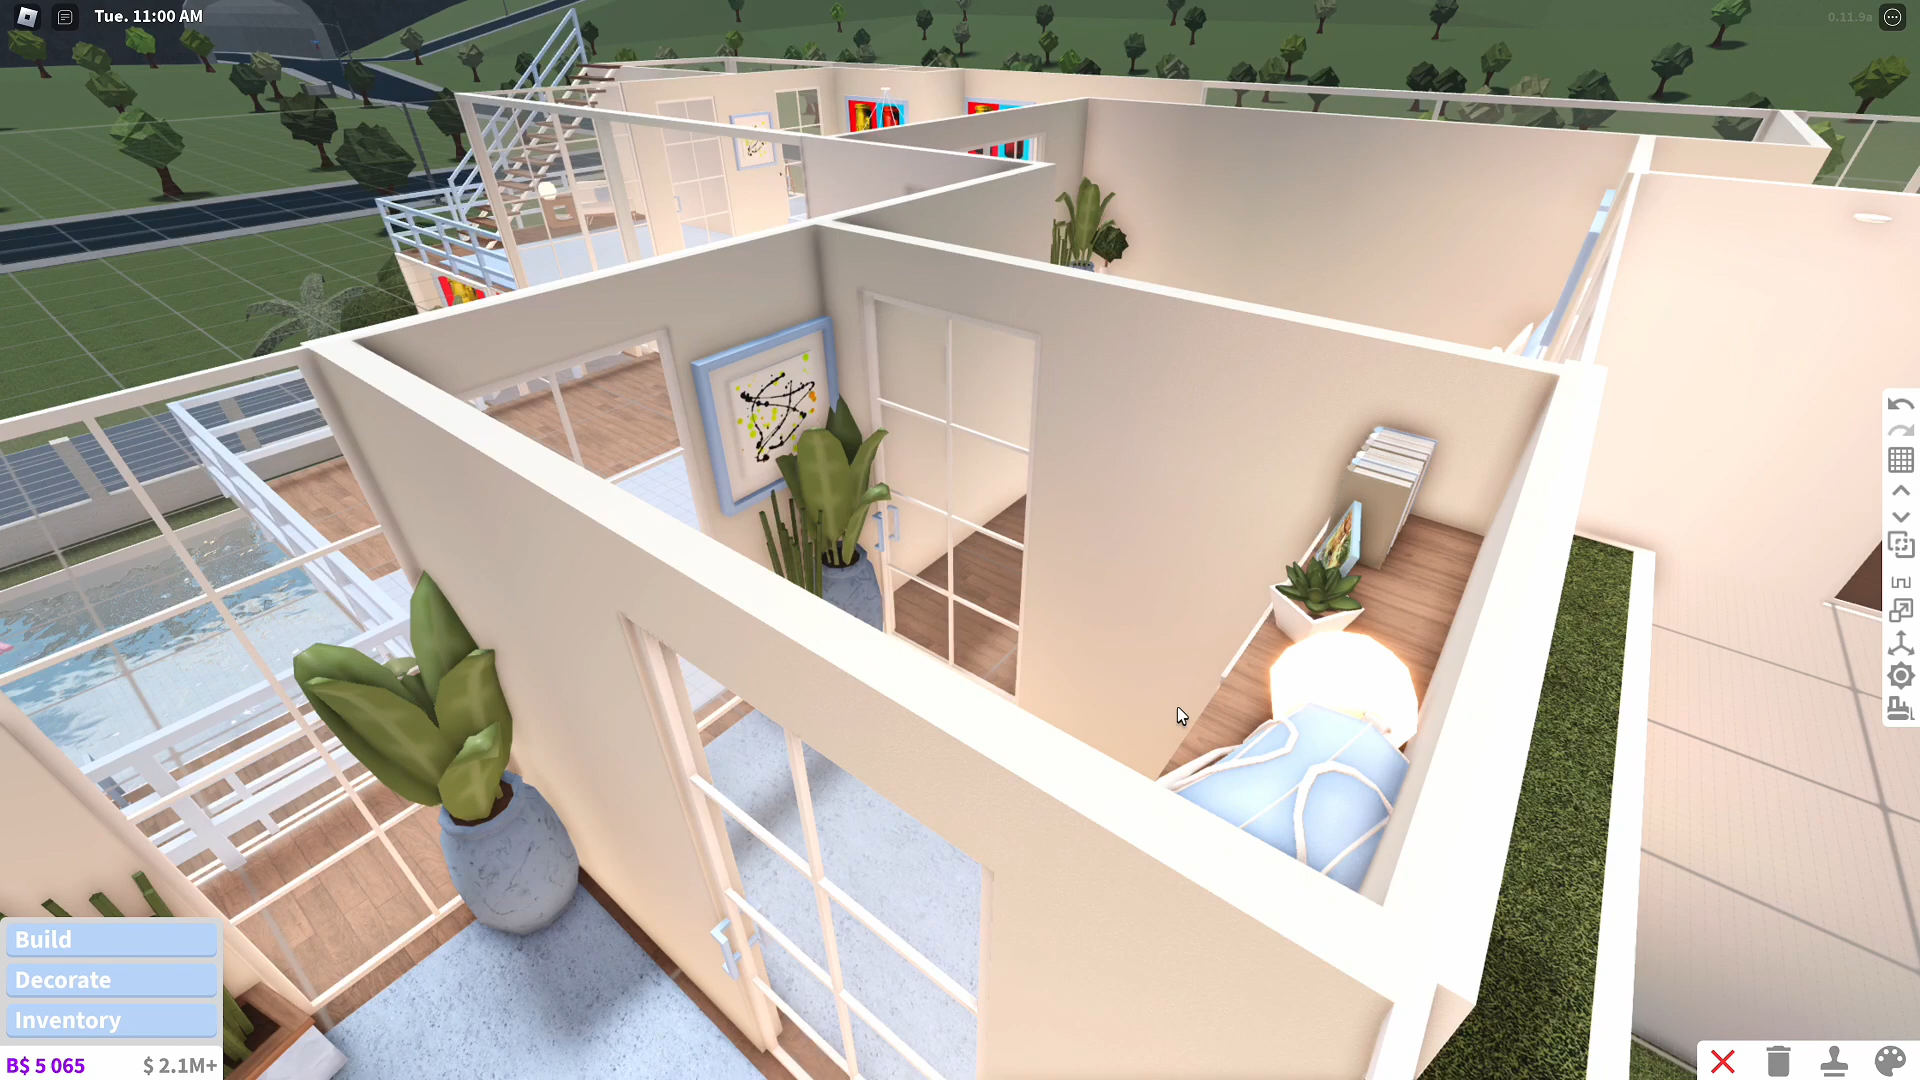 Tue. 11:00 AM
0.11.9a
Build
Decorate
Inventory
B$ 5 065
$ 2.1M+